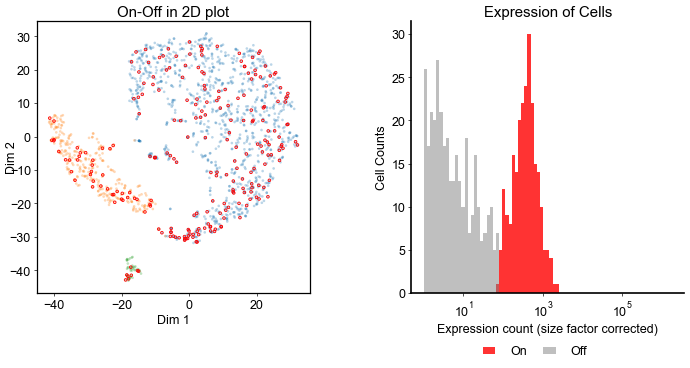 On-Off in 2D plot
30
20
10
0
−10
−20
−30
−40
Dim 2
−40
−20
0
20
Dim 1
Expression of Cells
30
25
20
15
10
5
0
Cell Counts
10^1
10^3
10^5
Expression count (size factor corrected)
On
Off